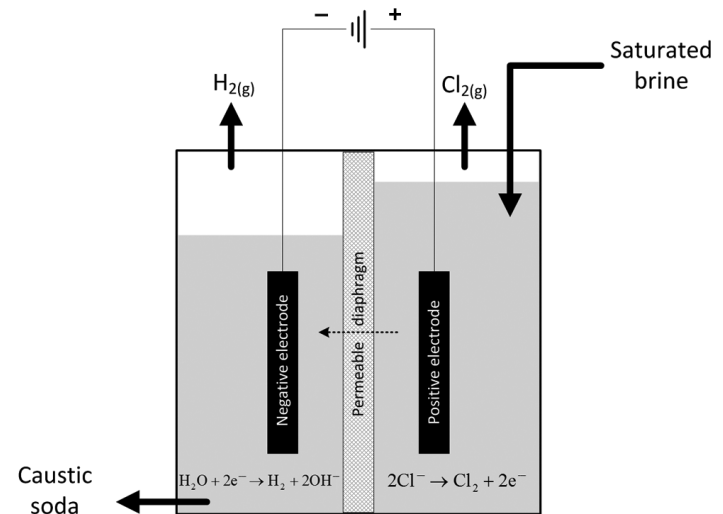 − +
H₂(g)
Cl₂(g)
Saturated
brine
Negative electrode
Permeable diaphragm
Positive electrode
H₂O + 2e⁻ → H₂ + 2OH⁻
2Cl⁻ → Cl₂ + 2e⁻
Caustic
soda